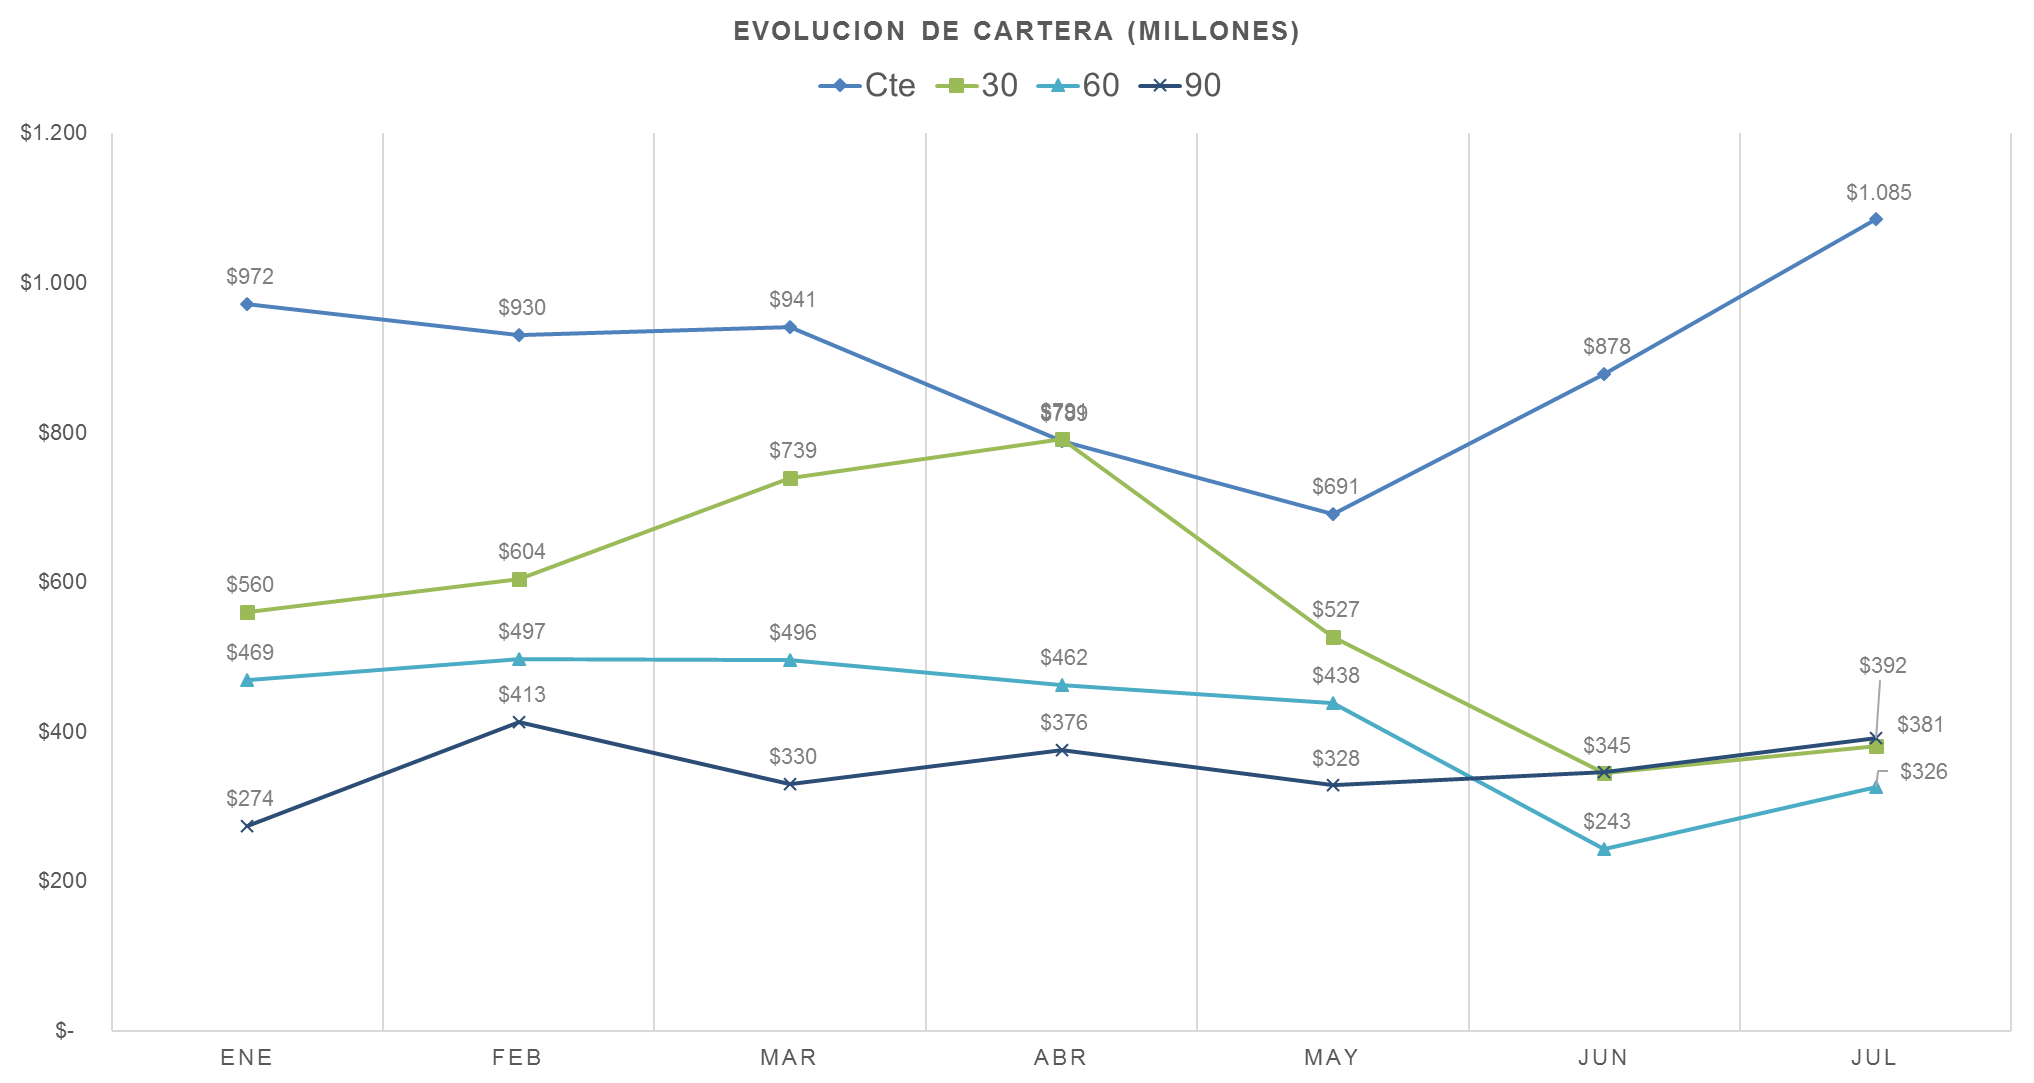 EVOLUCION DE CARTERA (MILLONES)
Cte 30 60 90
$1.200
$1.000
$800
$600
$400
$200
$-
$972 $930 $941 $789 $691 $878 $1.085
$560 $604 $739 $527 $345 $381
$469 $497 $496 $462 $438 $243 $326
$274 $413 $330 $376 $328 $392
ENE FEB MAR ABR MAY JUN JUL